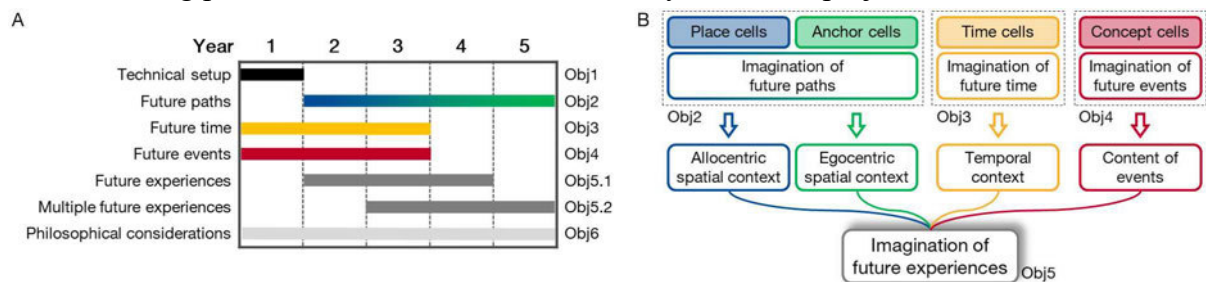 A
Year 1 2 3 4 5
Technical setup Obj1
Future paths Obj2
Future time Obj3
Future events Obj4
Future experiences Obj5.1
Multiple future experiences Obj5.2
Philosophical considerations Obj6
B
Place cells Anchor cells Time cells Concept cells
Imagination of
future paths
Imagination of
future time
Imagination of
future events
Obj2 Obj3 Obj4
Allocentric
spatial context
Egocentric
spatial context
Temporal
context
Content of
events
Imagination of
future experiences
Obj5